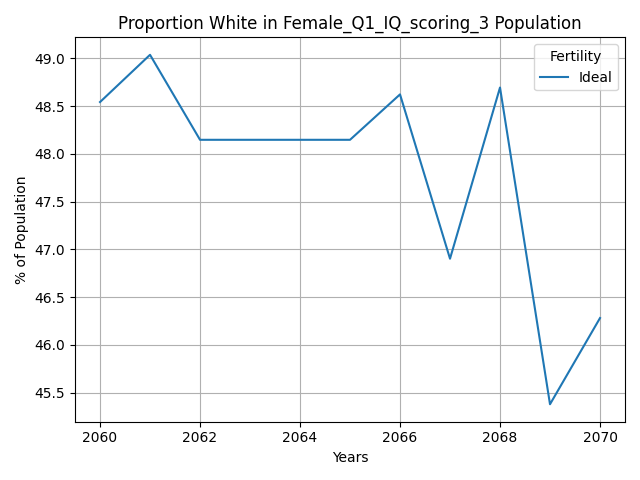 Proportion White in Female_Q1_IQ_scoring_3 Population
Fertility
Ideal
% of Population
49.0
48.5
48.0
47.5
47.0
46.5
46.0
45.5
2060 2062 2064 2066 2068 2070
Years